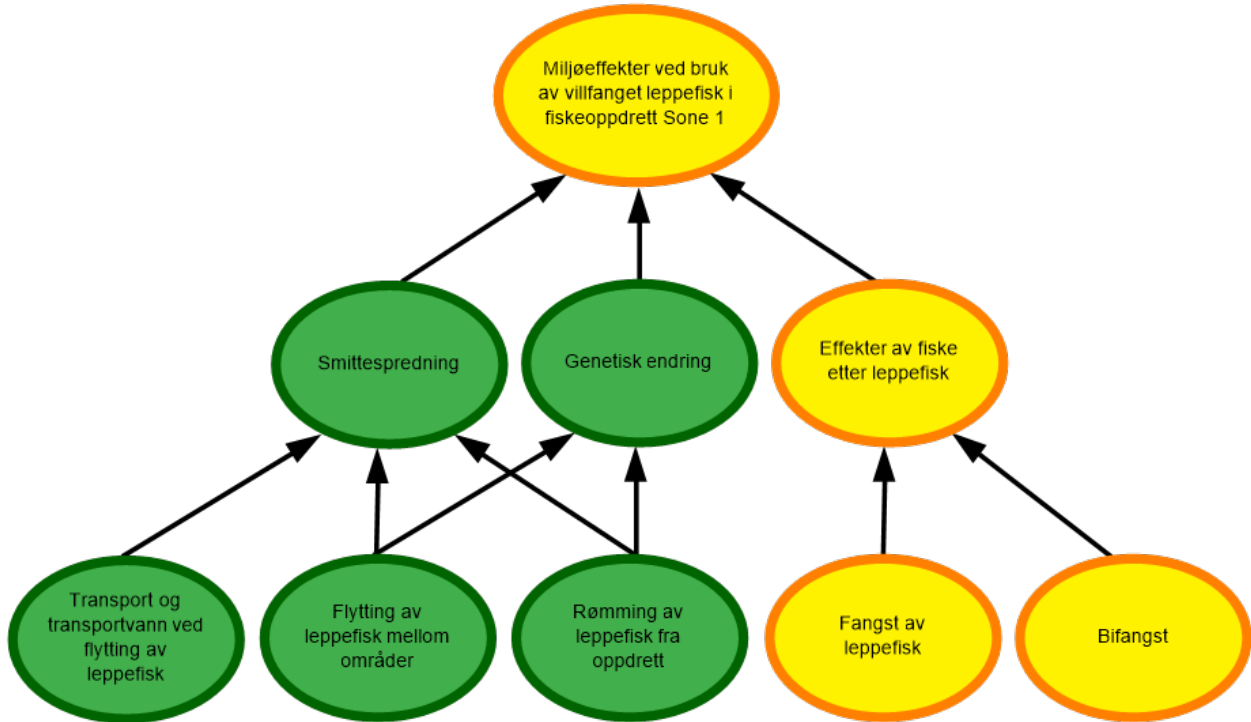 Miljøeffekter ved bruk
av villfanget leppefisk i
fiskeoppdrett Sone 1
Smittespredning
Genetisk endring
Effekter av fiske
etter leppefisk
Transport og
transportvann ved
flytting av
leppefisk
Flytting av
leppefisk mellom
områder
Rømming av
leppefisk fra
oppdrett
Fangst av
leppefisk
Bifangst